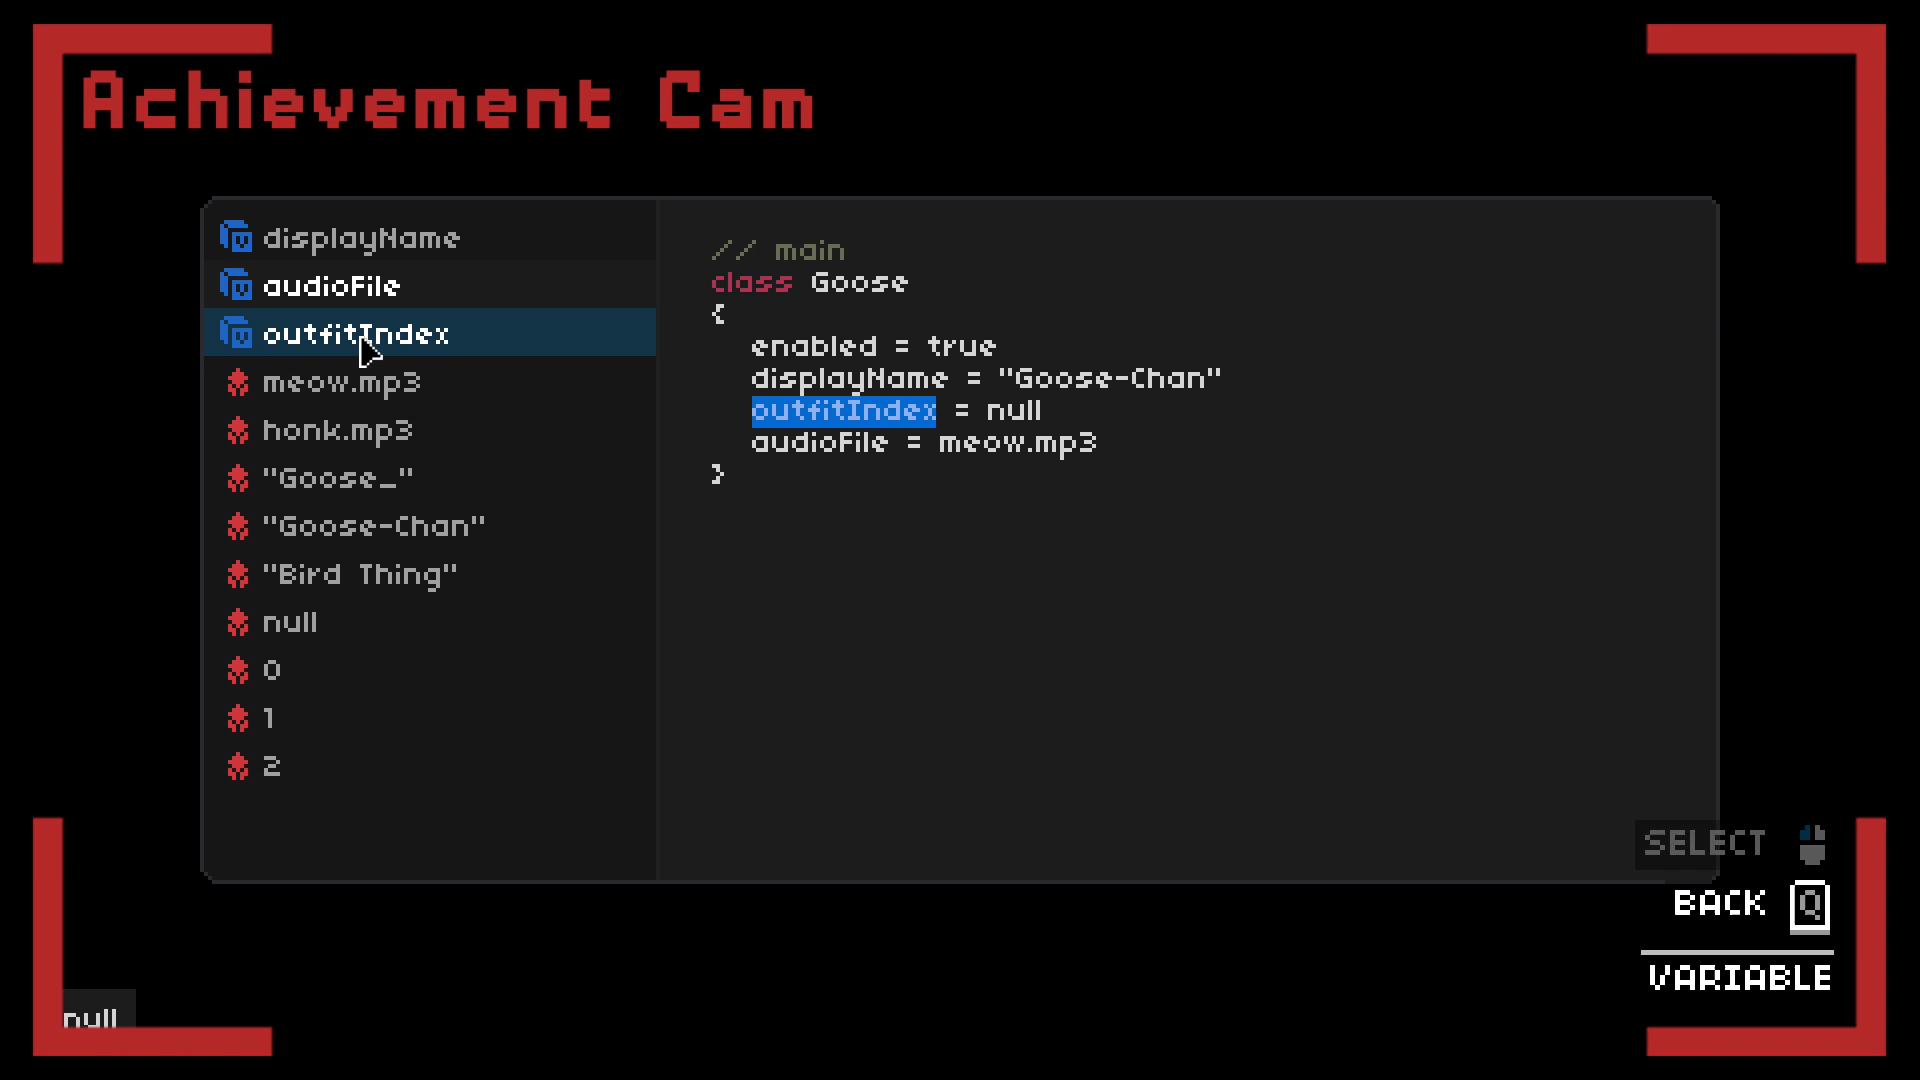 Achievement Cam
displayName
audioFile
outfitIndex
meow.mp3
honk.mp3
"Goose_"
"Goose-Chan"
"Bird Thing"
null
0
1
2
// main
class Goose
{
enabled = true
displayName = "Goose-Chan"
outfitIndex = null
audioFile = meow.mp3
}
SELECT
BACK Q
VARIABLE
null